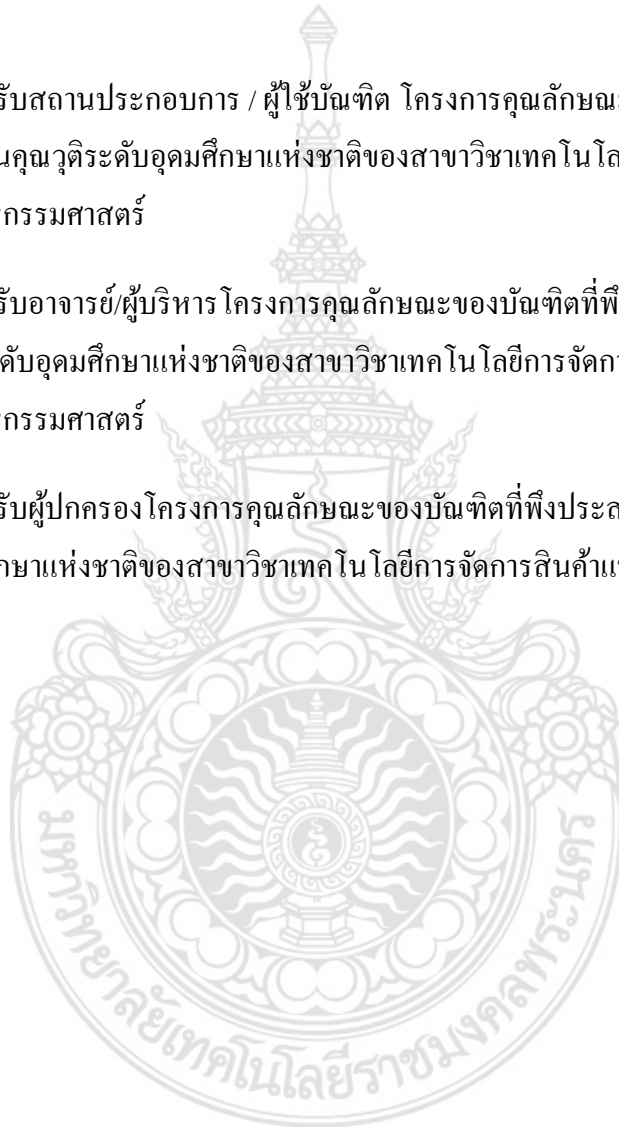 รับสถานประกอบการ / ผู้ใช้บัณฑิต โครงการคุณลักษณะ
นคุณวุติระดับอุดมศึกษาแห่งชาติของสาขาวิชาเทคโนโล
กรรมศาสตร์
รับอาจารย์/ผู้บริหารโครงการคุณลักษณะของบัณฑิตที่พึ
ดับอุดมศึกษาแห่งชาติของสาขาวิชาเทคโนโลยีการจัดกา
กรรมศาสตร์
รับผู้ปกครองโครงการคุณลักษณะของบัณฑิตที่พึงประส
กษาแห่งชาติของสาขาวิชาเทคโนโลยีการจัดการสินค้าแ
มหาวิทยาลัยเทคโนโลยีราชมงคลพระนคร